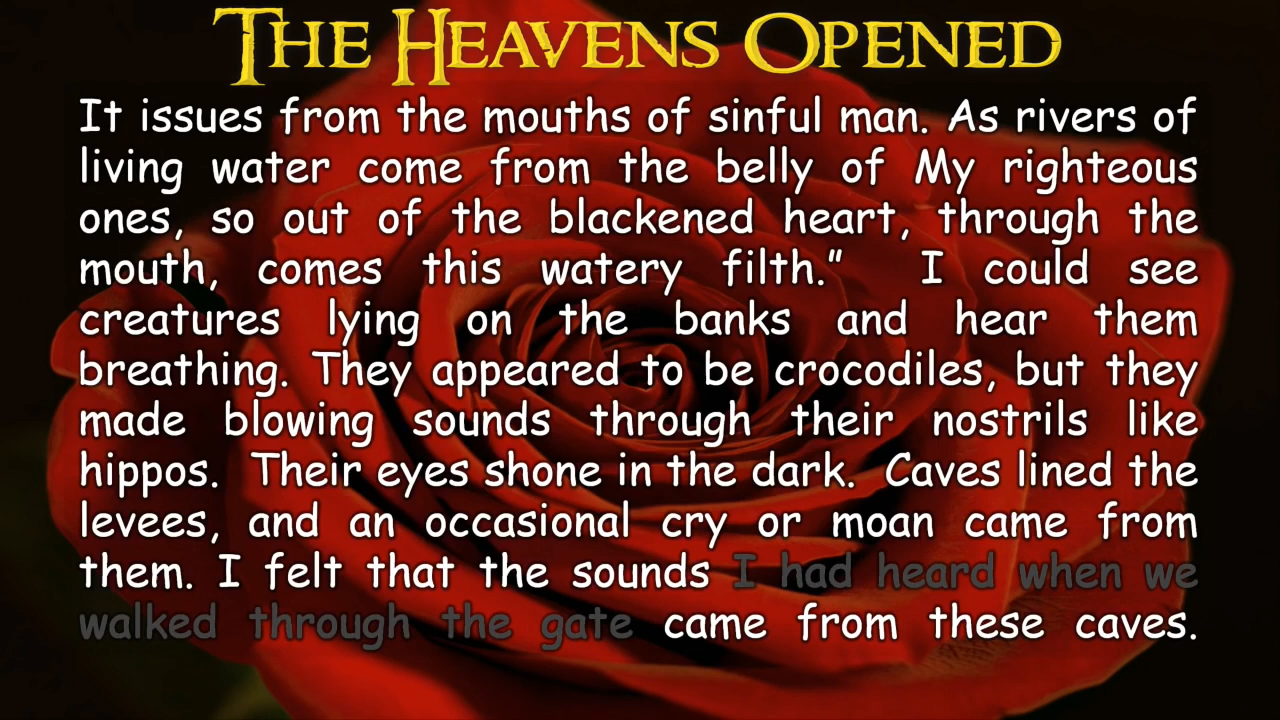 THE HEAVENS OPENED
It issues from the mouths of sinful man. As rivers of
living water come from the belly of My righteous
ones, so out of the blackened heart, through the
mouth, comes this watery filth.” I could see
creatures lying on the banks and hear them
breathing. They appeared to be crocodiles, but they
made blowing sounds through their nostrils like
hippos. Their eyes shone in the dark. Caves lined the
levees, and an occasional cry or moan came from
them. I felt that the sounds I had heard when we
walked through the gate came from these caves.